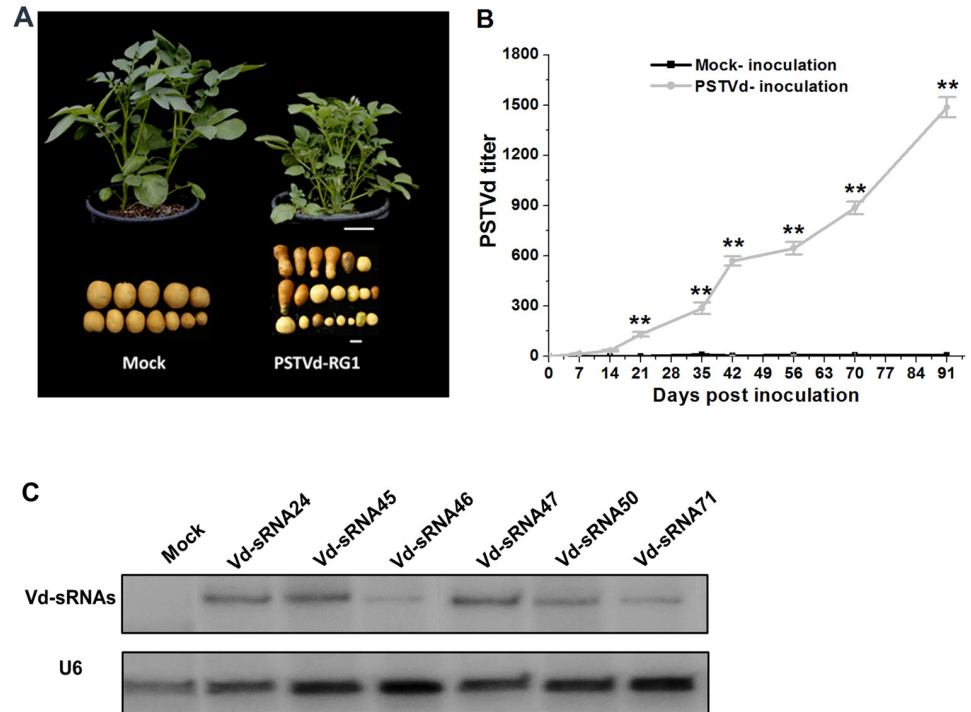 A
Mock
PSTVd-RG1
B
Mock- inoculation
PSTVd- inoculation
PSTVd titer
1800
1500
1200
900
600
300
0
** ** ** ** ** **
0 7 14 21 28 35 42 49 56 63 70 77 84 91
Days post inoculation
C
Mock Vd-sRNA24 Vd-sRNA45 Vd-sRNA46 Vd-sRNA47 Vd-sRNA50 Vd-sRNA71
Vd-sRNAs
U6